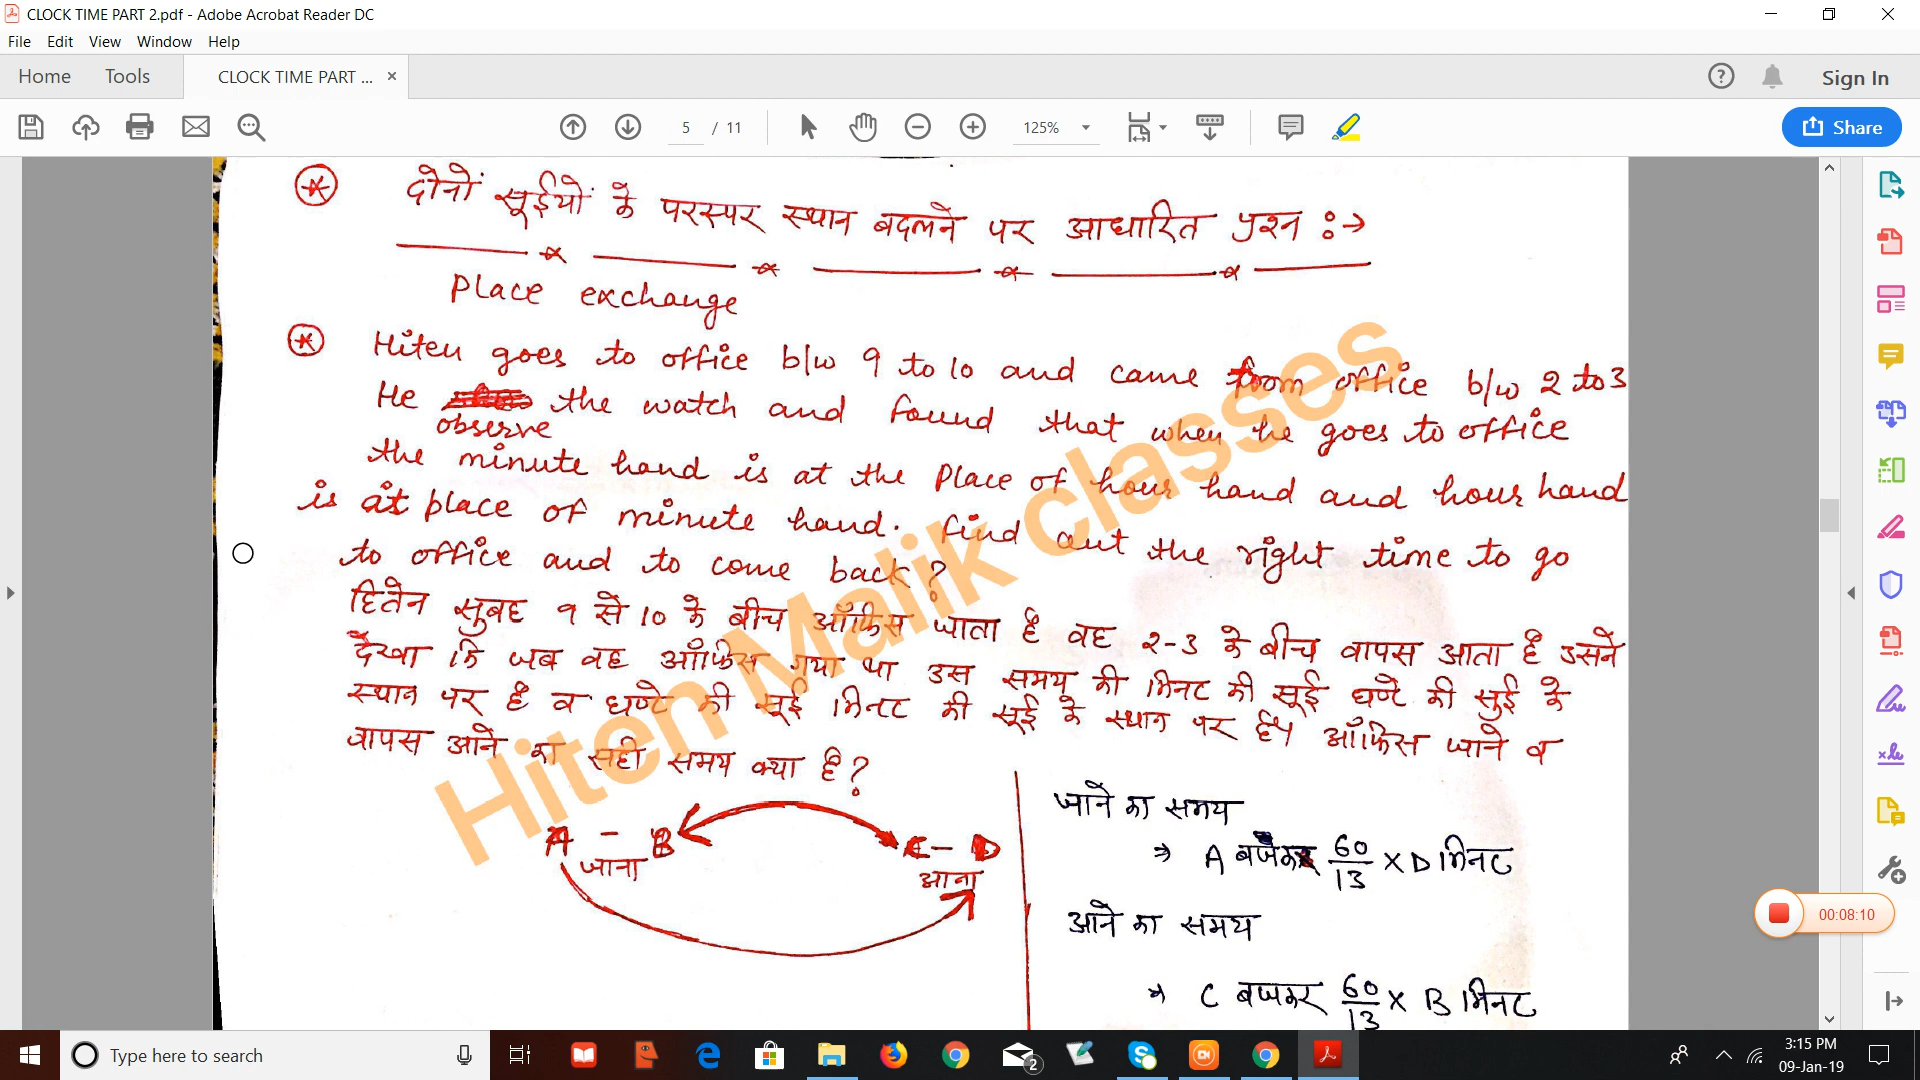 CLOCK TIME PART 2.pdf - Adobe Acrobat Reader DC
File Edit View Window Help
Home Tools CLOCK TIME PART ... × Sign In
5 / 11 125% Share
दोनों सूईयों के परस्पर स्थान बदलने पर आधारित प्रश्न :→
Place exchange
Hiten goes to office b/w 9 to 10 and came from office b/w 2 to 3
He the watch and found that when he goes to office
observe
the minute hand is at the Place of hour hand and hour hand
is at place of minute hand. find out the right time to go
to office and to come back?
हितेन सुबह 9 से 10 के बीच ऑफिस जाता है वह 2-3 के बीच वापस आता है उसने
देखा कि जब वह ऑफिस गया था उस समय की मिनट की सूई घण्टे की सुई के
स्थान पर है व घण्टे की सूई मिनट की सूई के स्थान पर है ऑफिस जाने व
वापस आने का सही समय क्या है?
Hiten Malik classes
A - B C - D
जाना आना
जाने का समय
⇒ A बजकर 60/13 × D मिनट
आने का समय
⇒ C बजकर 60/13 × B मिनट
00:08:10
Type here to search
2
3:15 PM
09-Jan-19